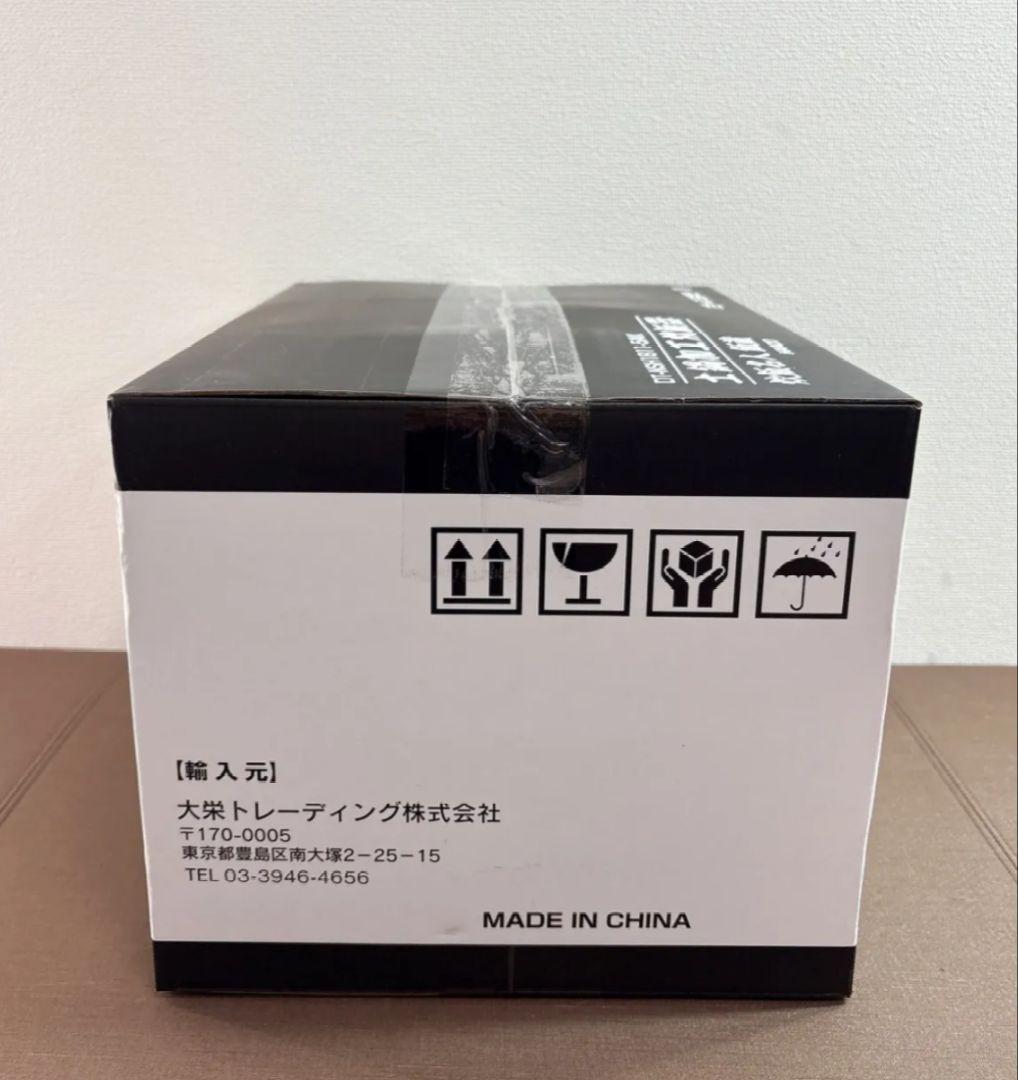 【輸入元】
大栄トレーディング株式会社
〒170-0005
東京都豊島区南大塚2-25-15
TEL 03-3946-4656
MADE IN CHINA